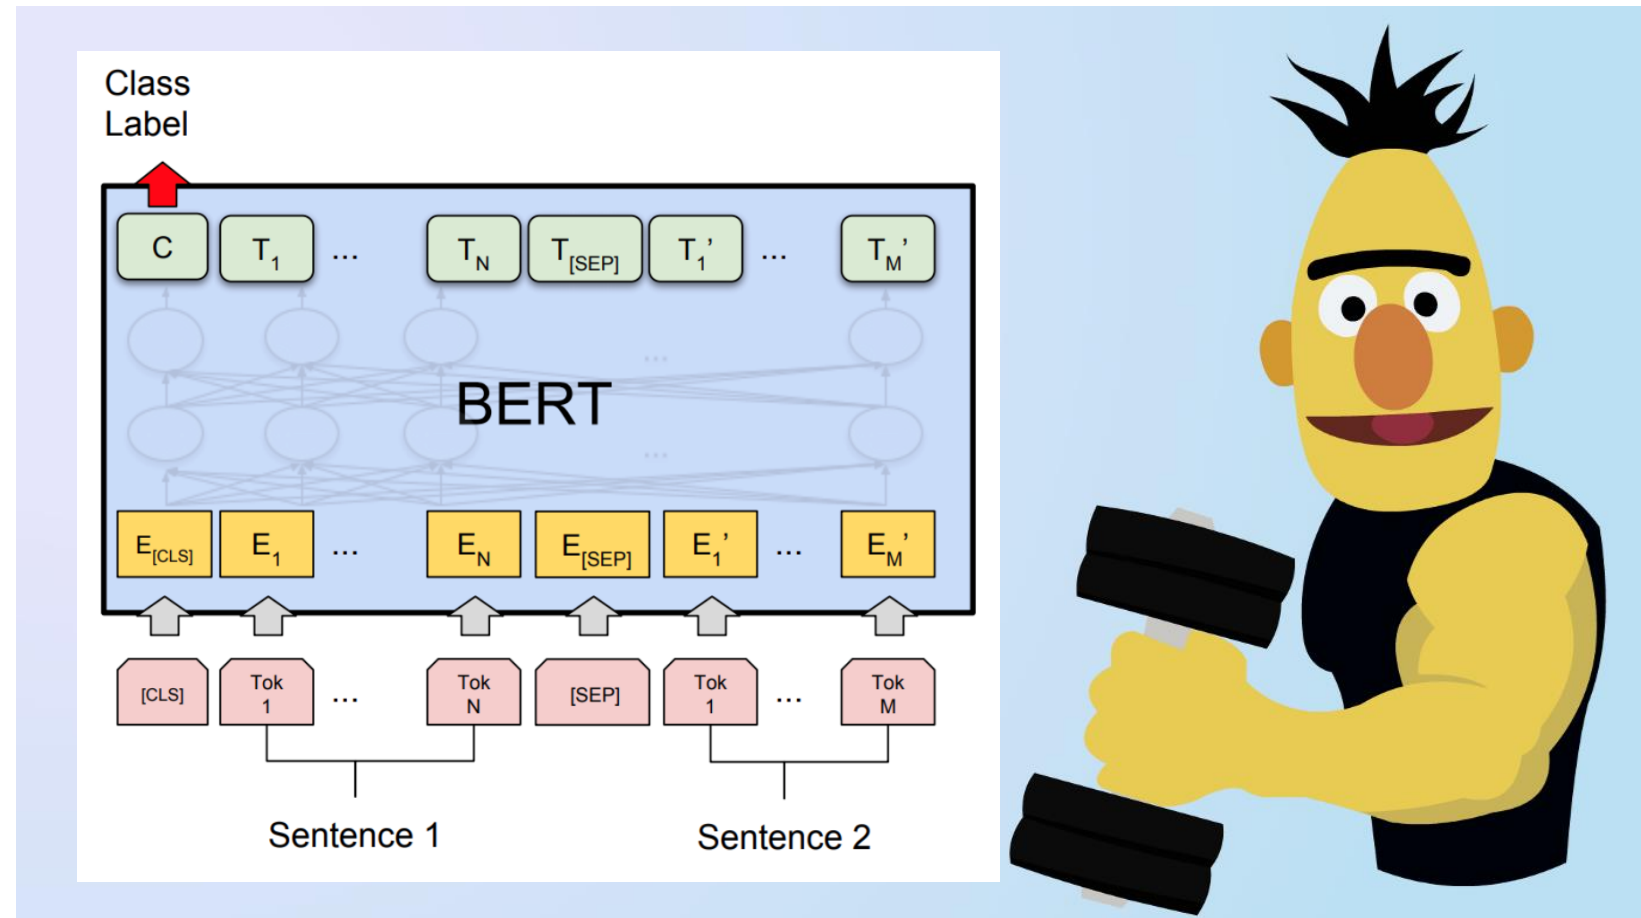 Class
Label
C T1 ... TN T[SEP] T1’ ... TM’
...
BERT
...
E[CLS] E1 ... EN E[SEP] E1’ ... EM’
[CLS] Tok 1 ... Tok N [SEP] Tok 1 ... Tok M
Sentence 1 Sentence 2